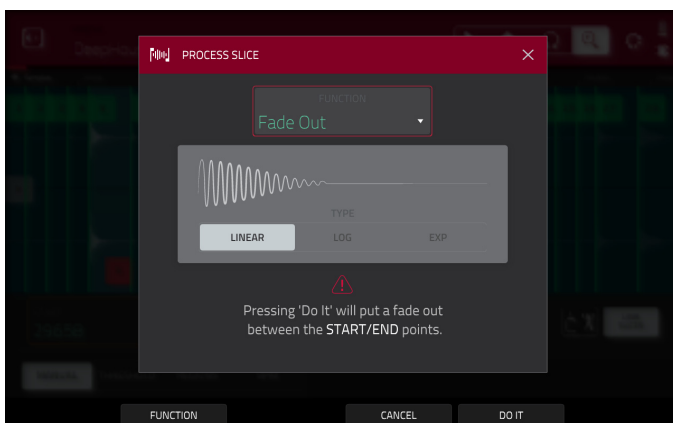 PROCESS SLICE
FUNCTION
Fade Out
TYPE
LINEAR LOG EXP
Pressing 'Do It' will put a fade out
between the START/END points.
FUNCTION CANCEL DO IT